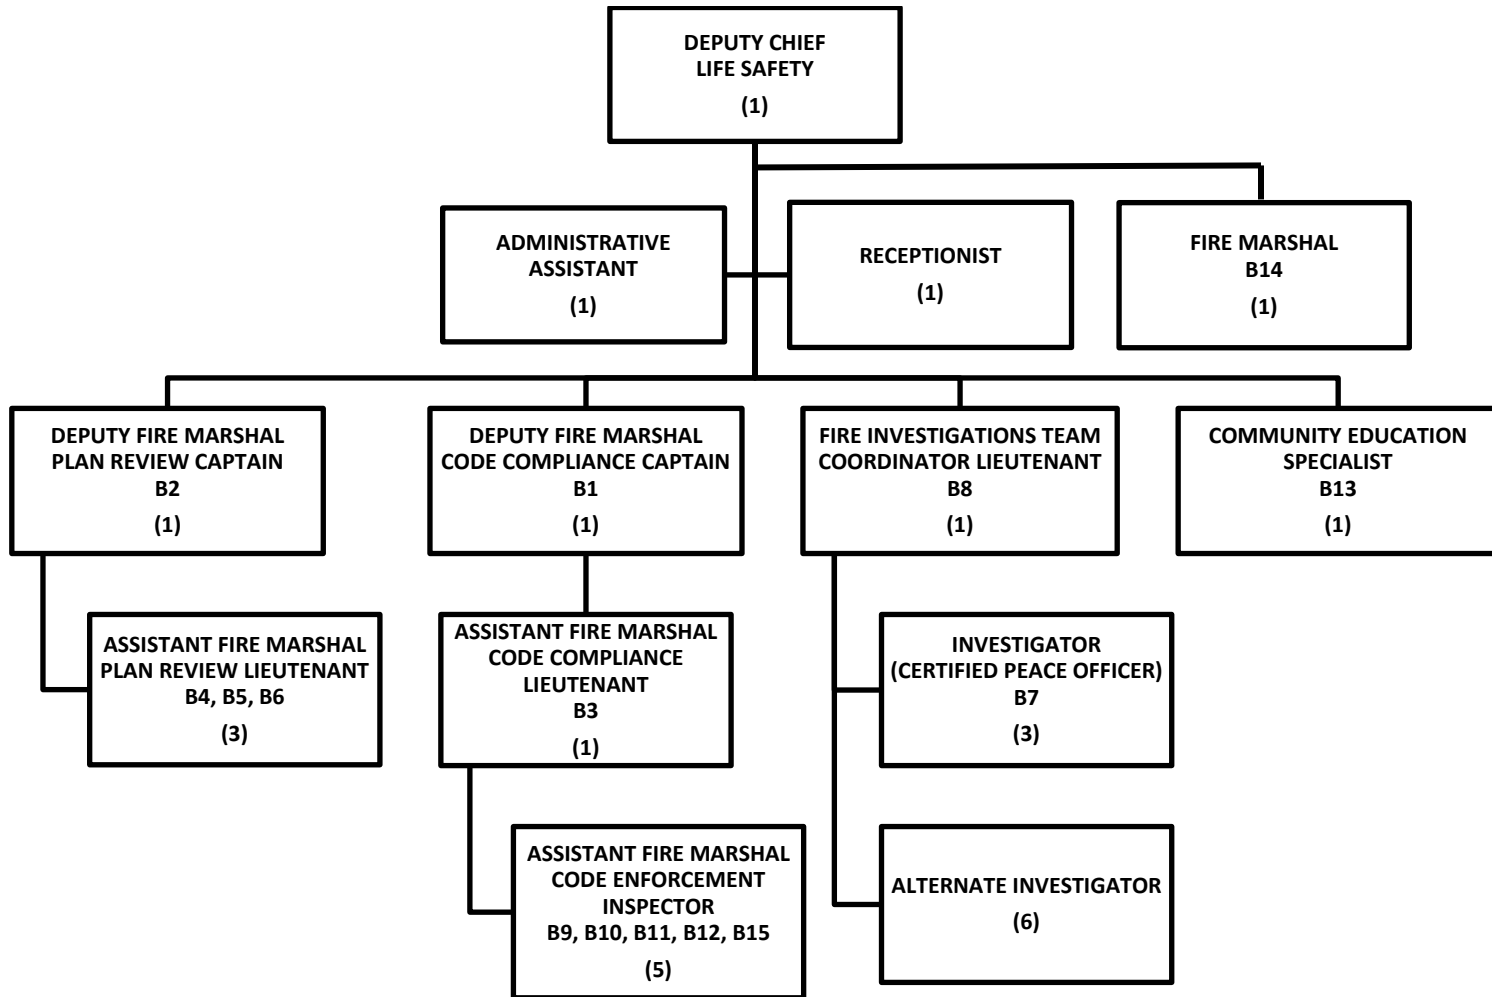 DEPUTY CHIEF
LIFE SAFETY
(1)
ADMINISTRATIVE
ASSISTANT
(1)
RECEPTIONIST
(1)
FIRE MARSHAL
B14
(1)
DEPUTY FIRE MARSHAL
PLAN REVIEW CAPTAIN
B2
(1)
DEPUTY FIRE MARSHAL
CODE COMPLIANCE CAPTAIN
B1
(1)
FIRE INVESTIGATIONS TEAM
COORDINATOR LIEUTENANT
B8
(1)
COMMUNITY EDUCATION
SPECIALIST
B13
(1)
ASSISTANT FIRE MARSHAL
PLAN REVIEW LIEUTENANT
B4, B5, B6
(3)
ASSISTANT FIRE MARSHAL
CODE COMPLIANCE
LIEUTENANT
B3
(1)
INVESTIGATOR
(CERTIFIED PEACE OFFICER)
B7
(3)
ASSISTANT FIRE MARSHAL
CODE ENFORCEMENT
INSPECTOR
B9, B10, B11, B12, B15
(5)
ALTERNATE INVESTIGATOR
(6)